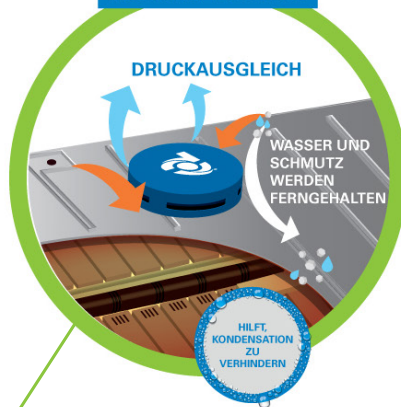 DRUCKAUSGLEICH
WASSER UND
SCHMUTZ
WERDEN
FERNGEHALTEN
HILFT,
KONDENSATION
ZU
VERHINDERN